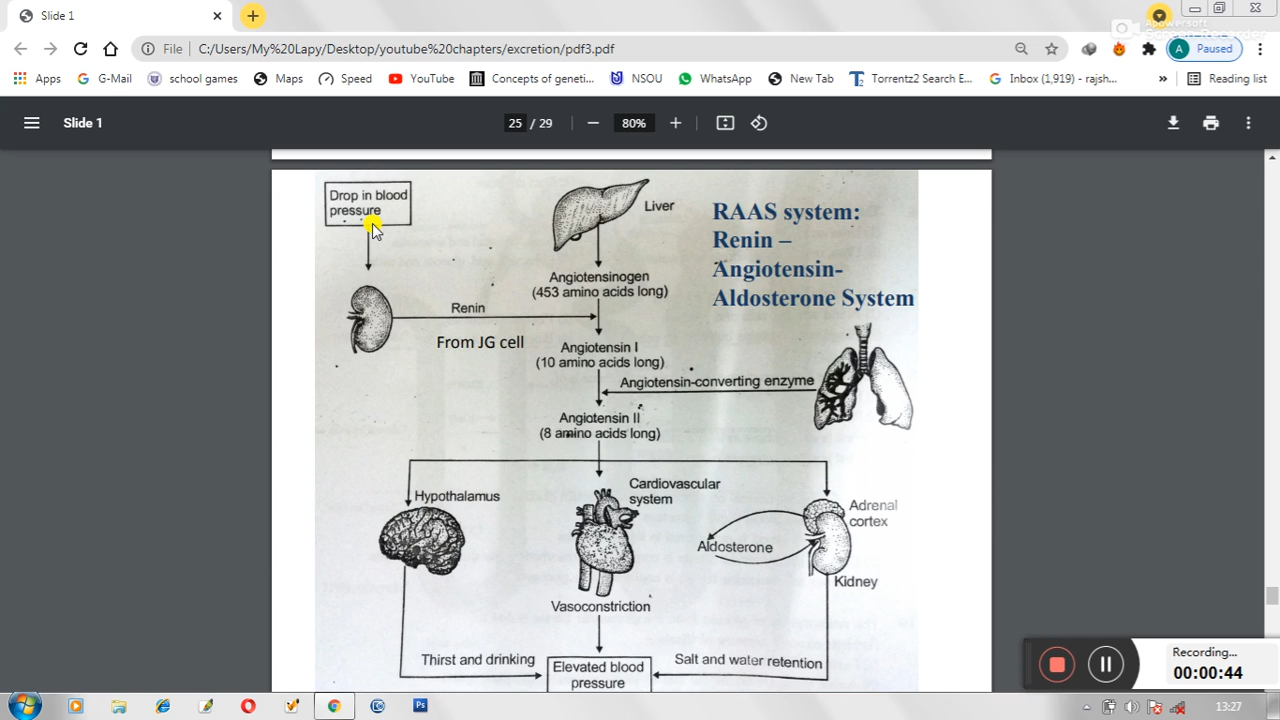 Slide 1
Apowersoft
Screen Recorder
File
C:/Users/My%20Lapy/Desktop/youtube%20chapters/excretion/pdf3.pdf
A
Paused
Apps
G-Mail
school games
Maps
Speed
YouTube
Concepts of geneti...
NSOU
WhatsApp
New Tab
Torrentz2 Search E...
Inbox (1,919) - rajsh...
»
Reading list
Slide 1
25 / 29
80%
Drop in blood
pressure
Liver
RAAS system:
Renin –
Angiotensin-
Aldosterone System
Angiotensinogen
(453 amino acids long)
Renin
From JG cell
Angiotensin I
(10 amino acids long)
Angiotensin-converting enzyme
Angiotensin II
(8 amino acids long)
Hypothalamus
Cardiovascular
system
Adrenal
cortex
Aldosterone
Kidney
Vasoconstriction
Thirst and drinking
Elevated blood
pressure
Salt and water retention
Recording...
00:00:44
Ps
13:27